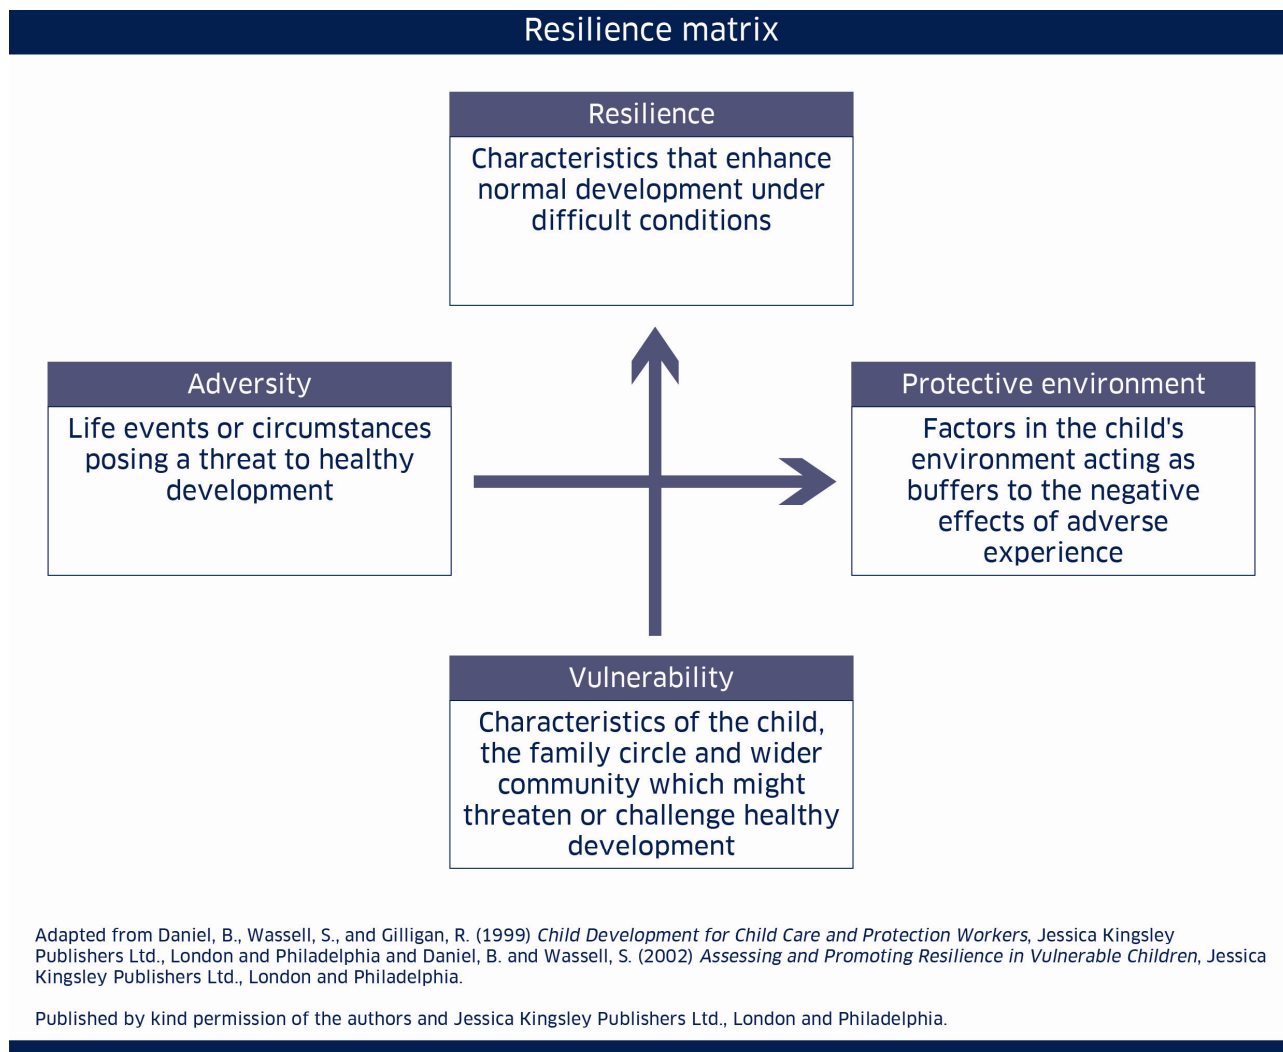 Resilience matrix
Resilience
Characteristics that enhance
normal development under
difficult conditions
Adversity
Life events or circumstances
posing a threat to healthy
development
Protective environment
Factors in the child's
environment acting as
buffers to the negative
effects of adverse
experience
Vulnerability
Characteristics of the child,
the family circle and wider
community which might
threaten or challenge healthy
development
Adapted from Daniel, B., Wassell, S., and Gilligan, R. (1999) Child Development for Child Care and Protection Workers, Jessica Kingsley
Publishers Ltd., London and Philadelphia and Daniel, B. and Wassell, S. (2002) Assessing and Promoting Resilience in Vulnerable Children, Jessica
Kingsley Publishers Ltd., London and Philadelphia.
Published by kind permission of the authors and Jessica Kingsley Publishers Ltd., London and Philadelphia.